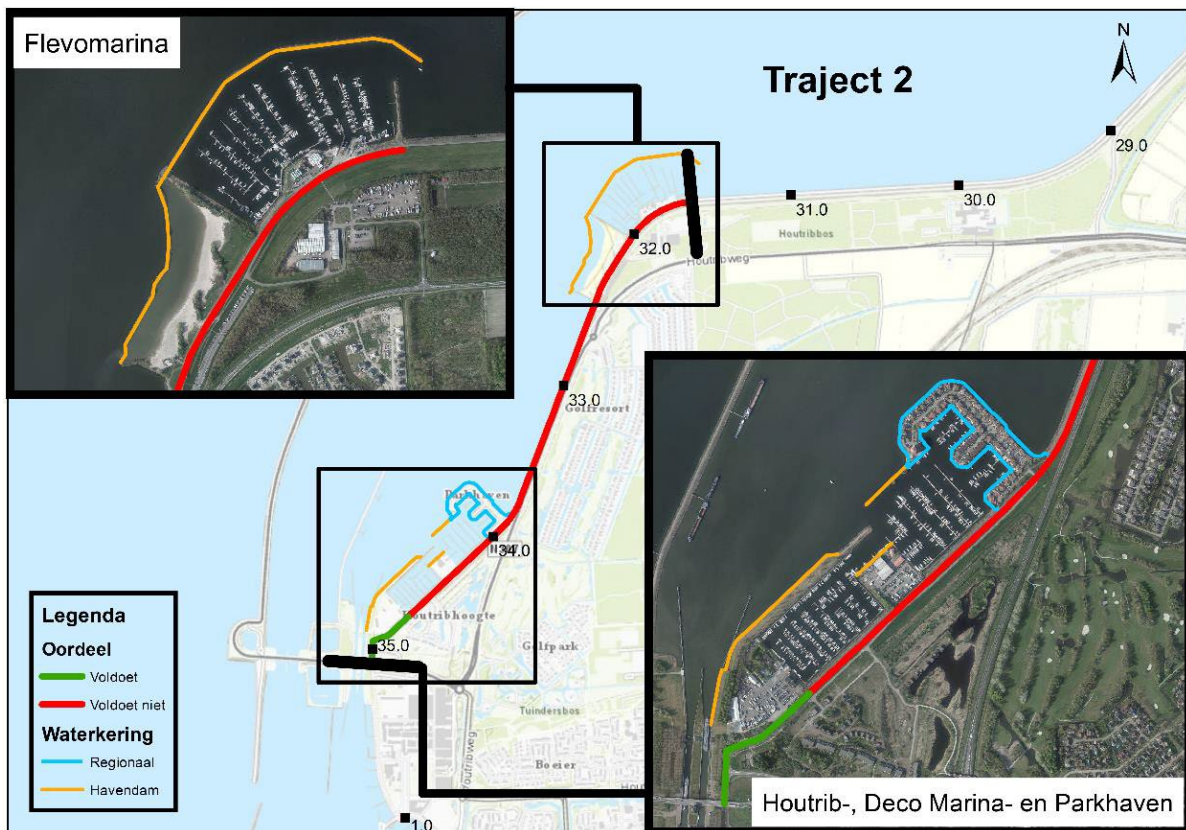 Flevomarina
Traject 2
N
29.0
30.0
31.0
Houtribbos
32.0
Houtribweg
33.0
Golfresort
Parkhaven
34.0
Houtribhoogte
35.0
Golfpark
Tuindersbos
Boeier
1.0
Legenda
Oordeel
Voldoet
Voldoet niet
Waterkering
Regionaal
Havendam
Houtrib-, Deco Marina- en Parkhaven